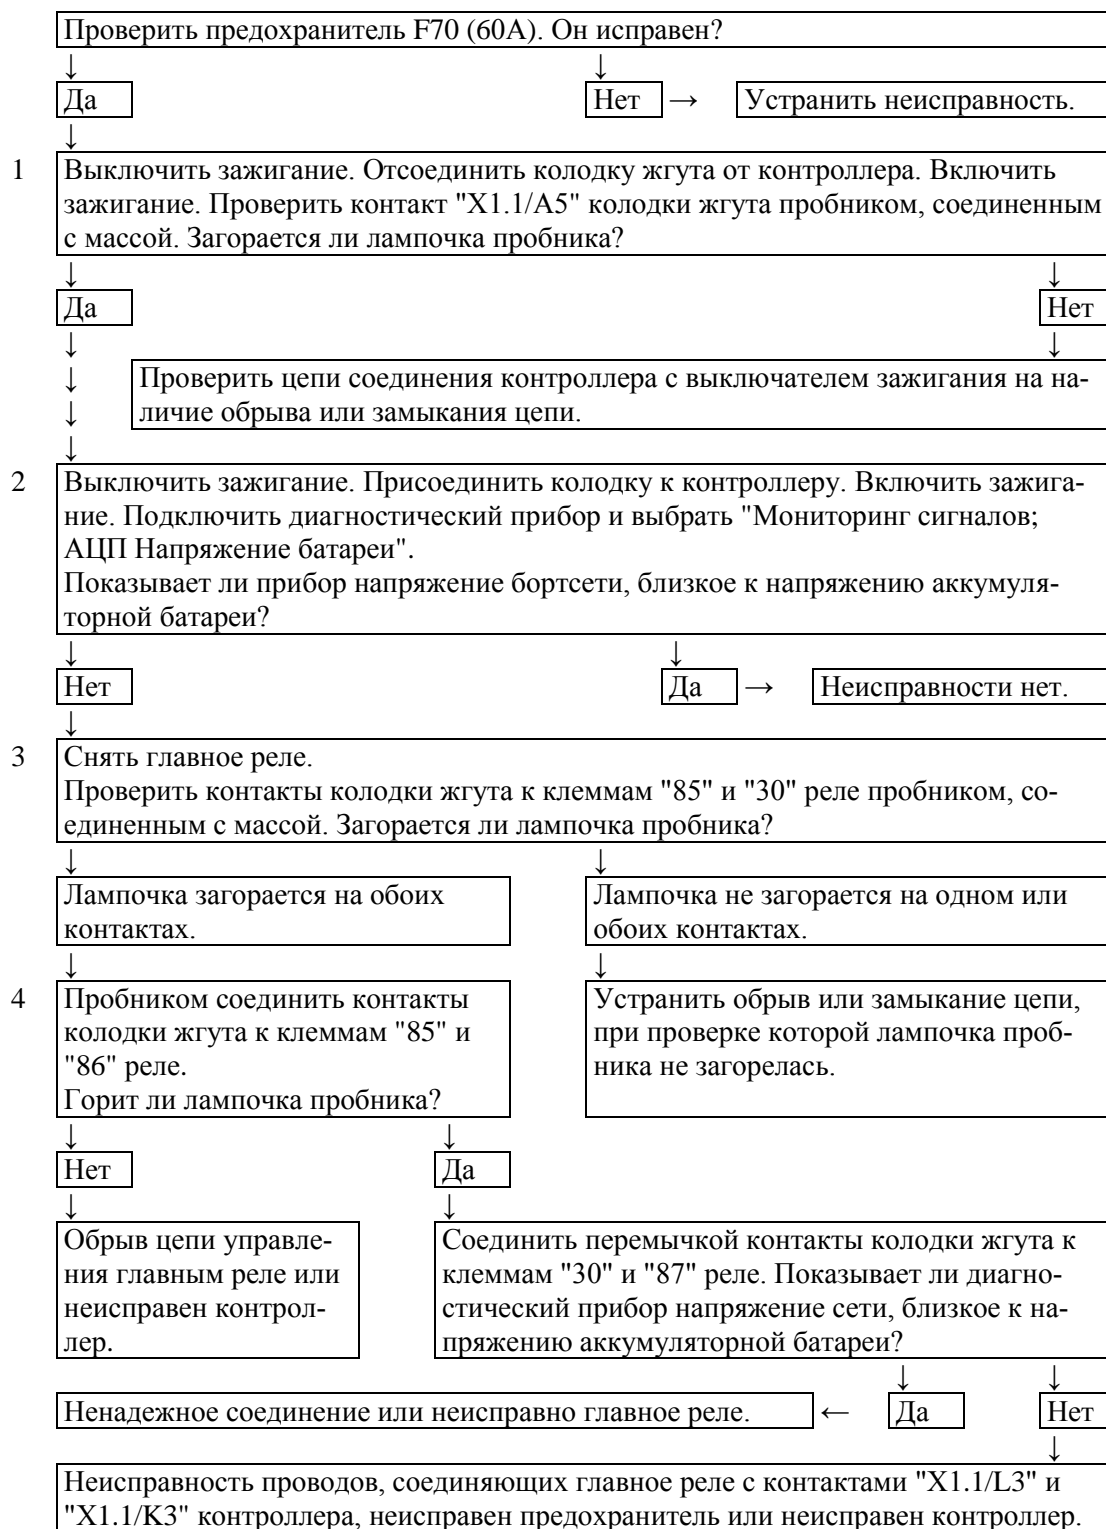 Проверить предохранитель F70 (60А). Он исправен?
↓ ↓
Да Нет → Устранить неисправность.
↓
1 Выключить зажигание. Отсоединить колодку жгута от контроллера. Включить
зажигание. Проверить контакт "X1.1/A5" колодки жгута пробником, соединенным
с массой. Загорается ли лампочка пробника?
↓ ↓
Да Нет
↓ ↓
↓ Проверить цепи соединения контроллера с выключателем зажигания на на-
↓ личие обрыва или замыкания цепи.
↓
2 Выключить зажигание. Присоединить колодку к контроллеру. Включить зажига-
ние. Подключить диагностический прибор и выбрать "Мониторинг сигналов;
АЦП Напряжение батареи".
Показывает ли прибор напряжение бортсети, близкое к напряжению аккумуля-
торной батареи?
↓ ↓
Нет Да → Неисправности нет.
↓
3 Снять главное реле.
Проверить контакты колодки жгута к клеммам "85" и "30" реле пробником, со-
единенным с массой. Загорается ли лампочка пробника?
↓ ↓
Лампочка загорается на обоих
контактах.
Лампочка не загорается на одном или
обоих контактах.
↓ ↓
4 Пробником соединить контакты
колодки жгута к клеммам "85" и
"86" реле.
Горит ли лампочка пробника?
Устранить обрыв или замыкание цепи,
при проверке которой лампочка проб-
ника не загорелась.
↓ ↓
Нет Да
↓ ↓
Обрыв цепи управле-
ния главным реле или
неисправен контрол-
лер.
Соединить перемычкой контакты колодки жгута к
клеммам "30" и "87" реле. Показывает ли диагно-
стический прибор напряжение сети, близкое к на-
пряжению аккумуляторной батареи?
↓ ↓
Ненадежное соединение или неисправно главное реле. ← Да Нет
↓
Неисправность проводов, соединяющих главное реле с контактами "X1.1/L3" и
"X1.1/K3" контроллера, неисправен предохранитель или неисправен контроллер.